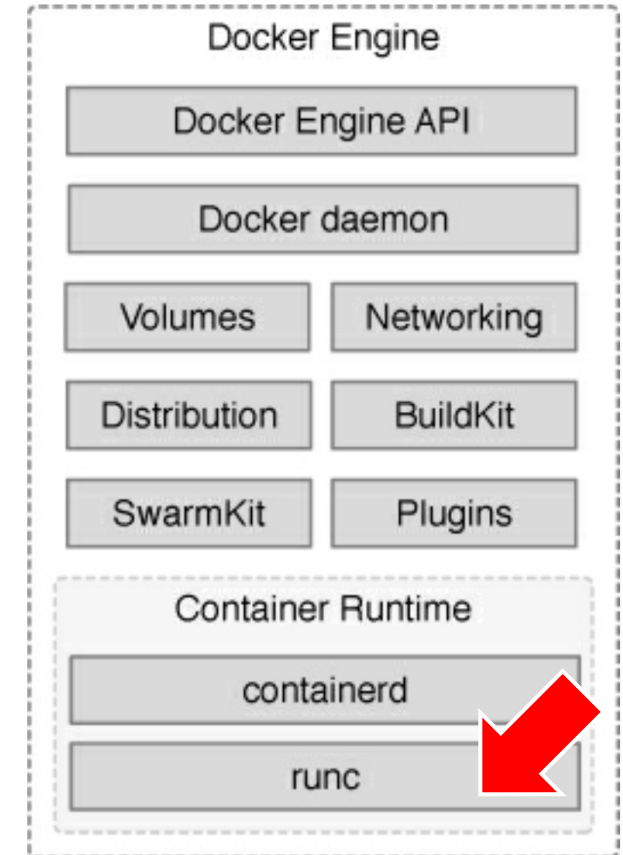 Docker Engine
Docker Engine API
Docker daemon
Volumes
Networking
Distribution
BuildKit
SwarmKit
Plugins
Container Runtime
containerd
runc